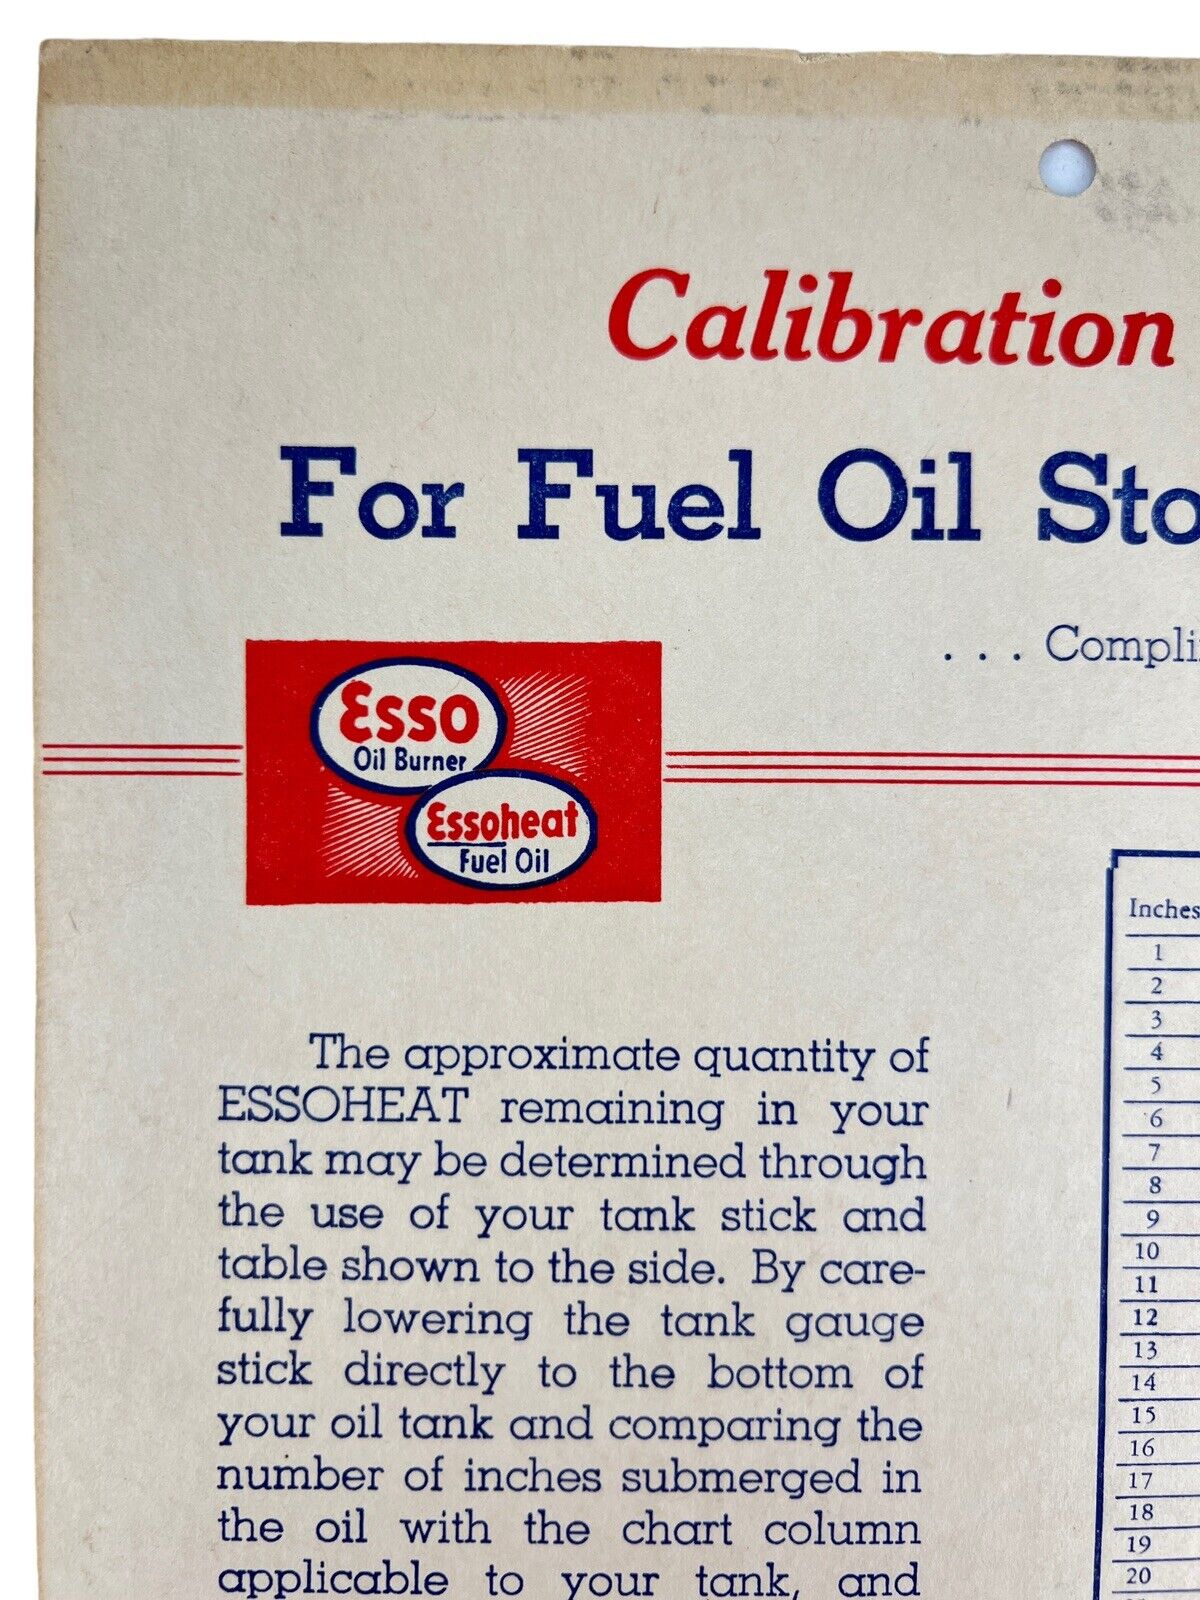 Calibration
For Fuel Oil Sto
. . . Compli
Esso
Oil Burner
Essoheat
Fuel Oil
The approximate quantity of
ESSOHEAT remaining in your
tank may be determined through
the use of your tank stick and
table shown to the side. By care-
fully lowering the tank gauge
stick directly to the bottom of
your oil tank and comparing the
number of inches submerged in
the oil with the chart column
applicable to your tank, and
Inches
1
2
3
4
5
6
7
8
9
10
11
12
13
14
15
16
17
18
19
20